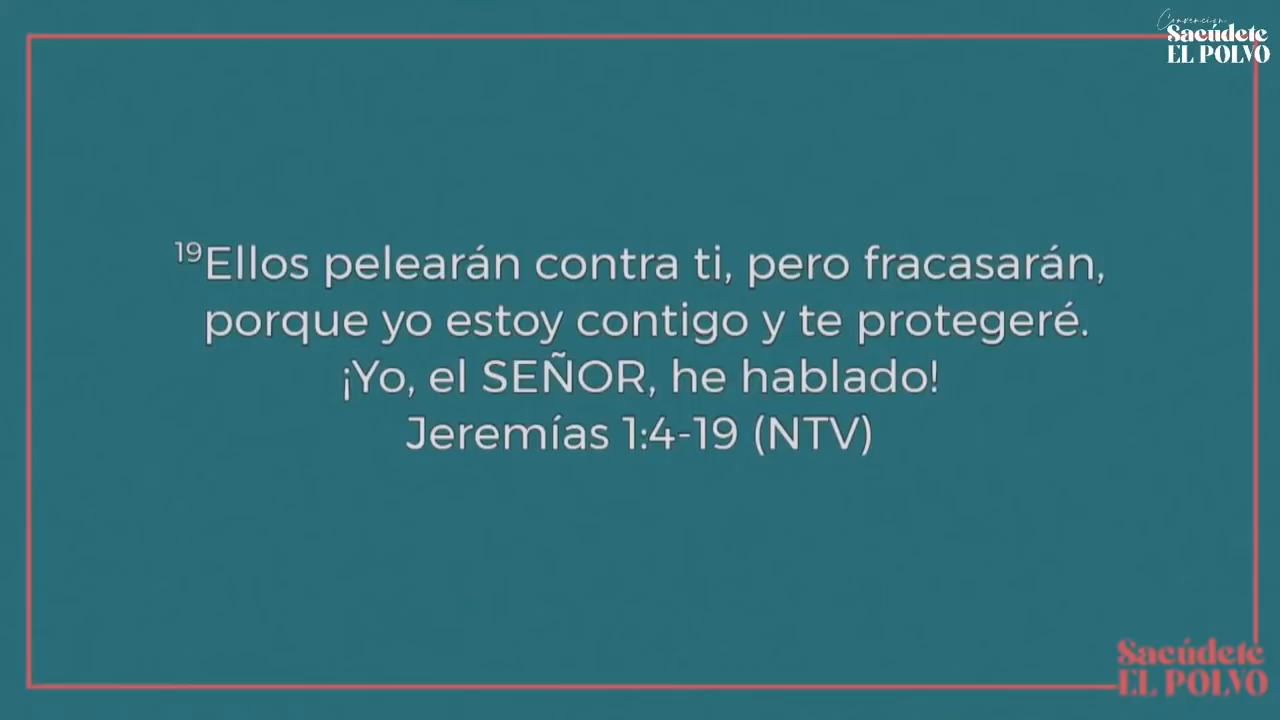 Convención
Sacúdete
EL POLVO
¹⁹Ellos pelearán contra ti, pero fracasarán,
porque yo estoy contigo y te protegeré.
¡Yo, el SEÑOR, he hablado!
Jeremías 1:4-19 (NTV)
Sacúdete
EL POLVO